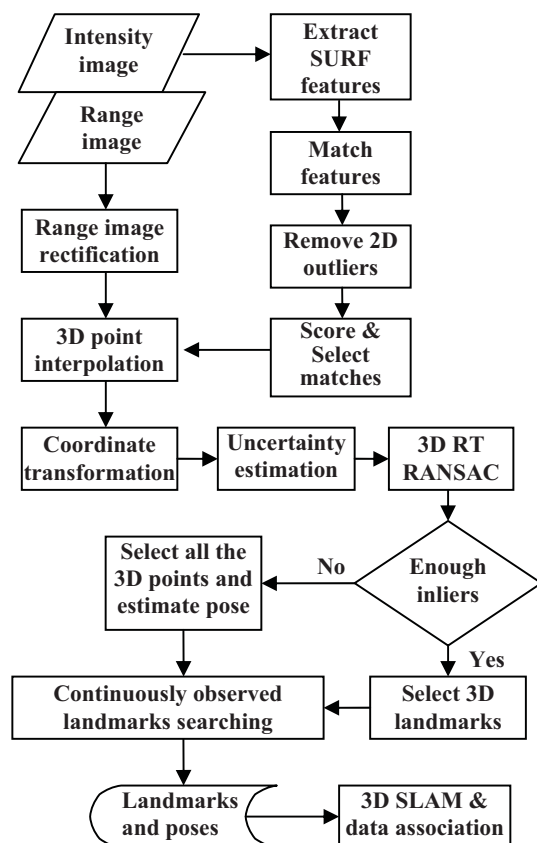 Intensity
image
Extract
SURF
features
Range
image
Match
features
Range image
rectification
Remove 2D
outliers
3D point
interpolation
Score &
Select
matches
Coordinate
transformation
Uncertainty
estimation
3D RT
RANSAC
Select all the
3D points and
estimate pose
No
Enough
inliers
Yes
Continuously observed
landmarks searching
Select 3D
landmarks
Landmarks
and poses
3D SLAM &
data association